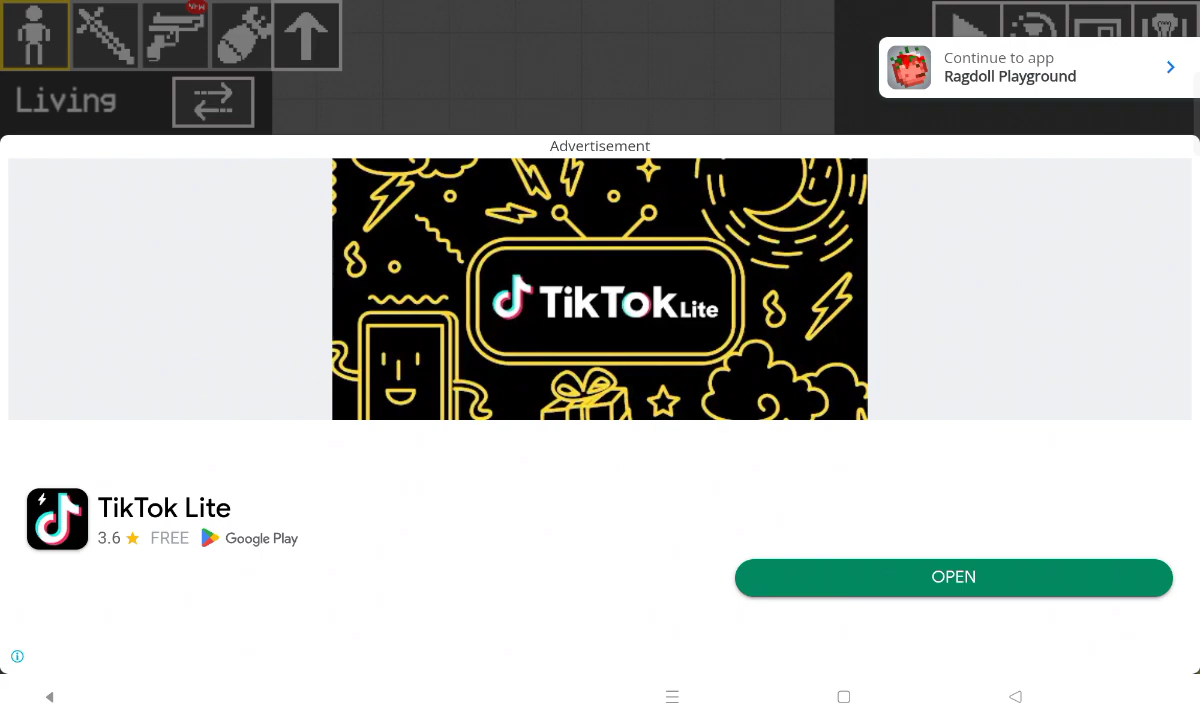 Living
Continue to app
Ragdoll Playground
Advertisement
TikTok Lite
TikTok Lite
3.6 FREE Google Play
OPEN